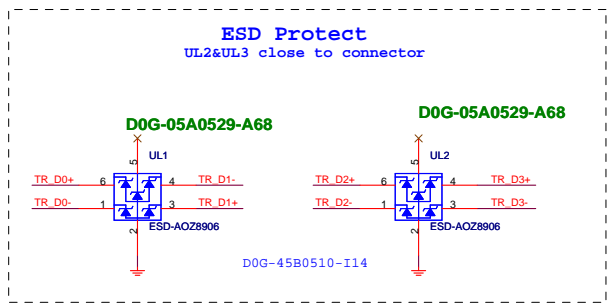 ESD Protect
UL2&UL3 close to connector
D0G-05A0529-A68
D0G-05A0529-A68
5
UL1
5
UL2
TR_D0+
6
4
TR_D1-
TR_D2+
6
4
TR_D3+
TR_D0-
1
3
TR_D1+
TR_D2-
1
3
TR_D3-
2
ESD-AOZ8906
2
ESD-AOZ8906
D0G-45B0510-I14